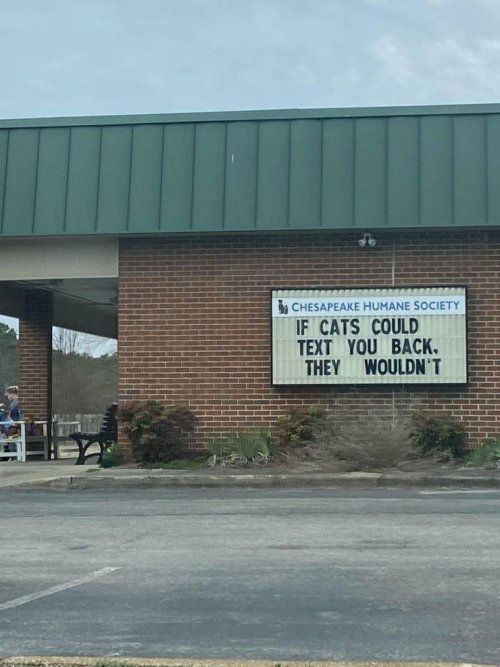 CHESAPEAKE HUMANE SOCIETY
IF CATS COULD
TEXT YOU BACK,
THEY WOULDN'T